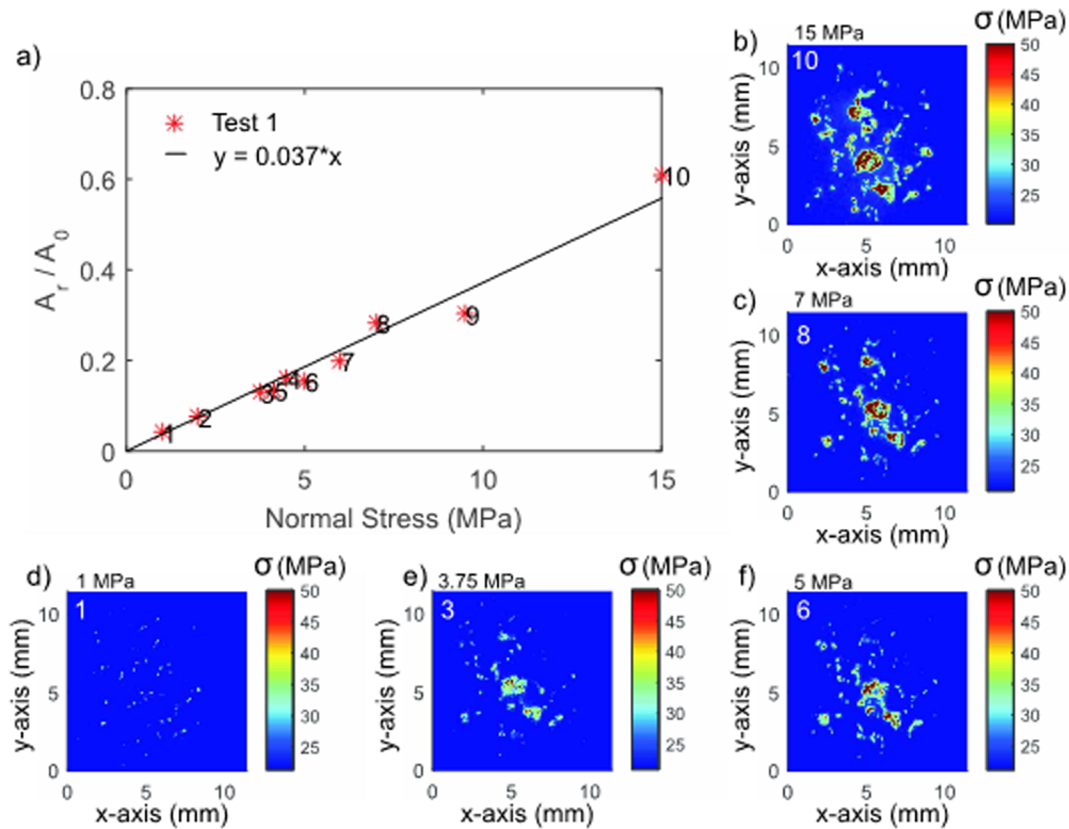 a)
0.8
0.6
0.4
0.2
0
A_r / A_0
Test 1
y = 0.037*x
1
2
3
5
4
6
7
8
9
10
0
5
10
15
Normal Stress (MPa)
b)
15 MPa
σ (MPa)
10
10
5
0
y-axis (mm)
0
5
10
x-axis (mm)
50
45
40
35
30
25
c)
7 MPa
σ (MPa)
8
10
5
0
y-axis (mm)
0
5
10
x-axis (mm)
50
45
40
35
30
25
d)
1 MPa
σ (MPa)
1
10
5
0
y-axis (mm)
0
5
10
x-axis (mm)
50
45
40
35
30
25
e)
3.75 MPa
σ (MPa)
3
10
5
0
y-axis (mm)
0
5
10
x-axis (mm)
50
45
40
35
30
25
f)
5 MPa
σ (MPa)
6
10
5
0
y-axis (mm)
0
5
10
x-axis (mm)
50
45
40
35
30
25